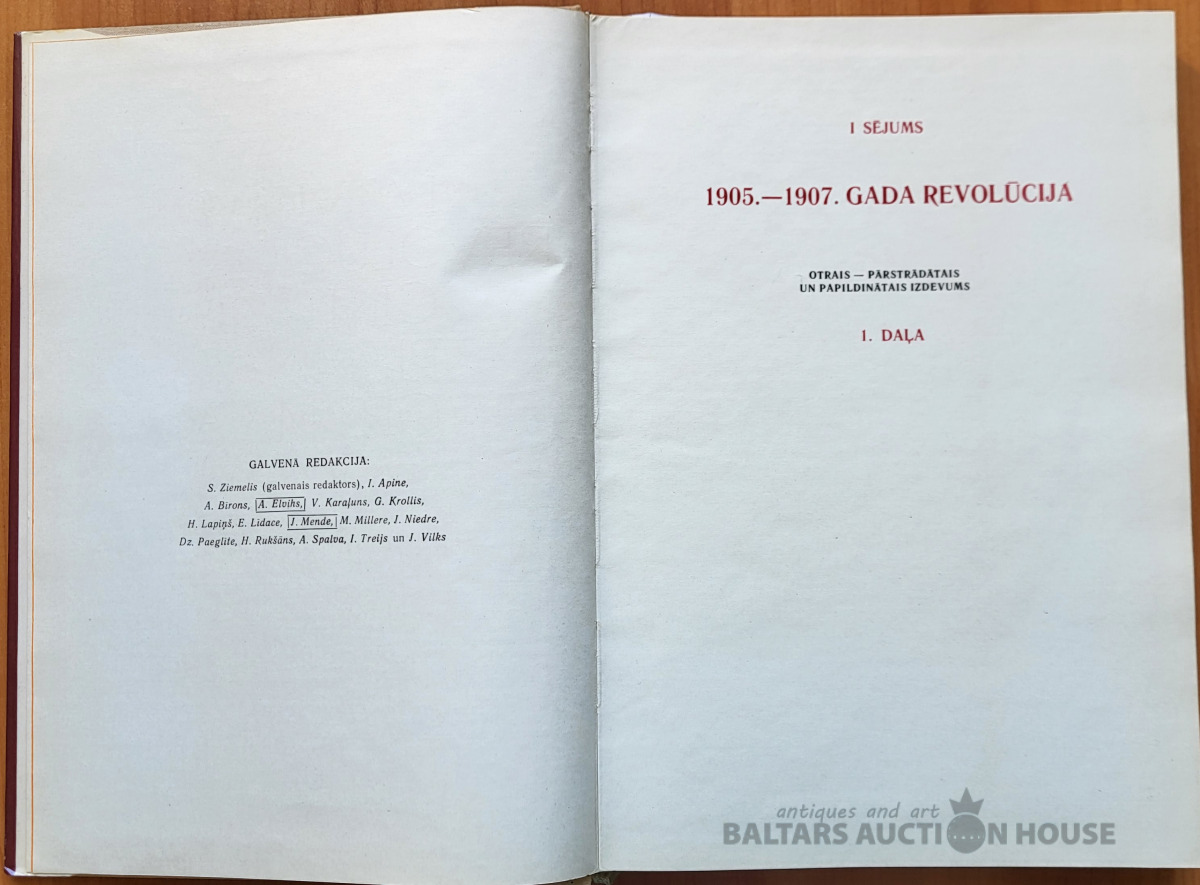 GALVENĀ REDAKCIJA:
S. Ziemelis (galvenais redaktors), I. Apine,
A. Birons, A. Elvihs, V. Karaļuns, G. Krollis,
H. Lapiņš, E. Lidace, J. Mende, M. Millere, J. Niedre,
Dz. Paeglīte, H. Rukšāns, A. Spalva, I. Treijs un J. Vilks
I SĒJUMS
1905.—1907. GADA REVOLŪCIJA
OTRAIS — PĀRSTRĀDĀTAIS
UN PAPILDINĀTAIS IZDEVUMS
1. DAĻA
antiques and art
BALTARS AUCTION HOUSE